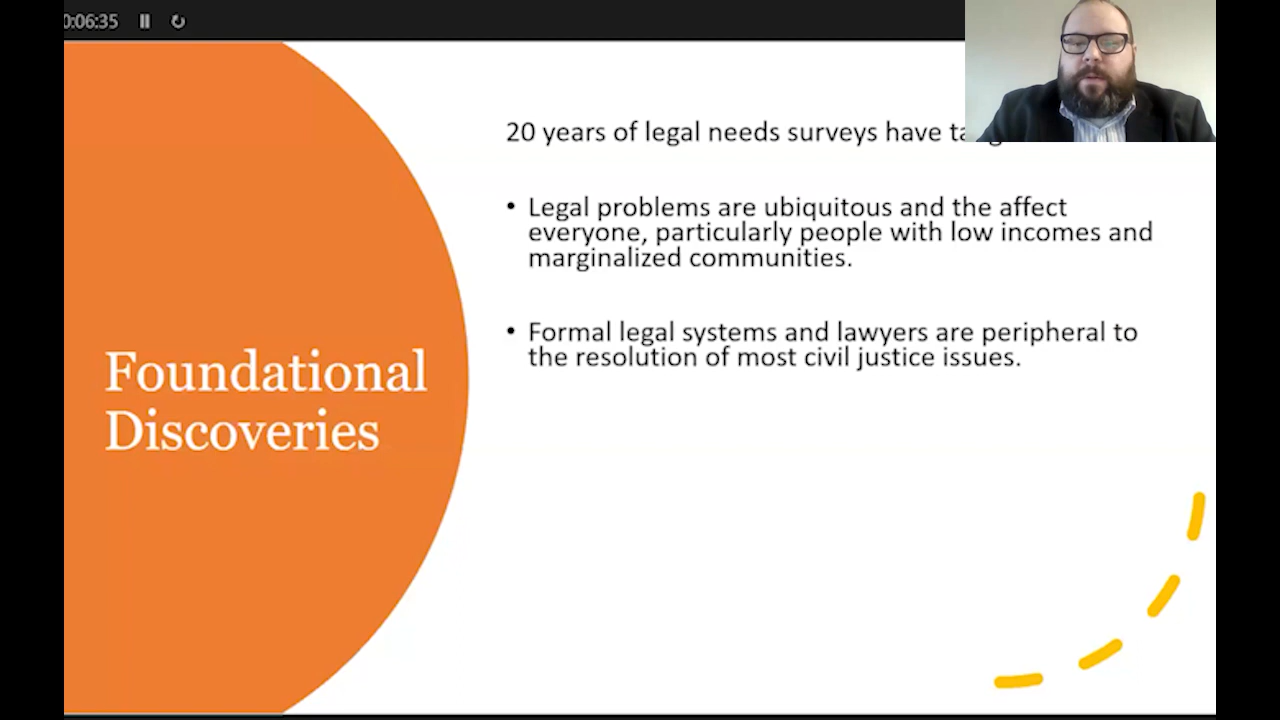 0:06:35
20 years of legal needs surveys have
• Legal problems are ubiquitous and the affect
everyone, particularly people with low incomes and
marginalized communities.
• Formal legal systems and lawyers are peripheral to
the resolution of most civil justice issues.
Foundational
Discoveries